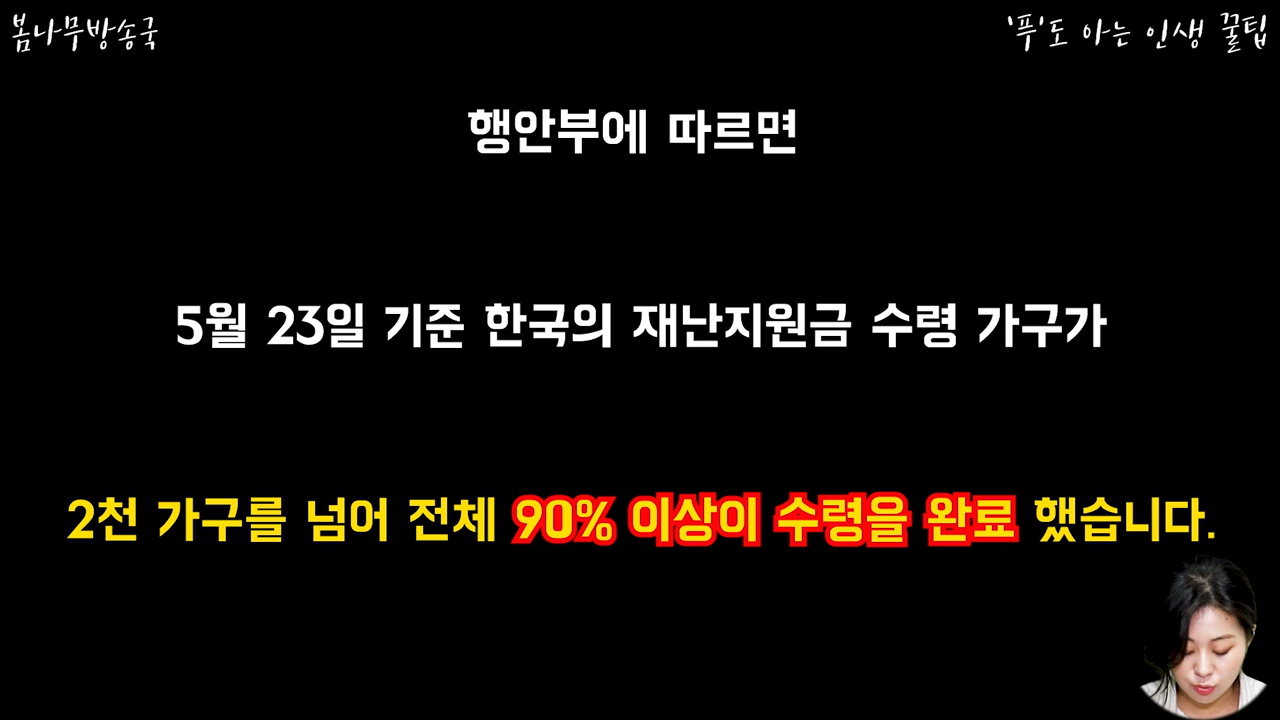 봄나무방송국
'푸'도 아는 인생 꿀팁
행안부에 따르면
5월 23일 기준 한국의 재난지원금 수령 가구가
2천 가구를 넘어 전체 90% 이상이 수령을 완료 했습니다.